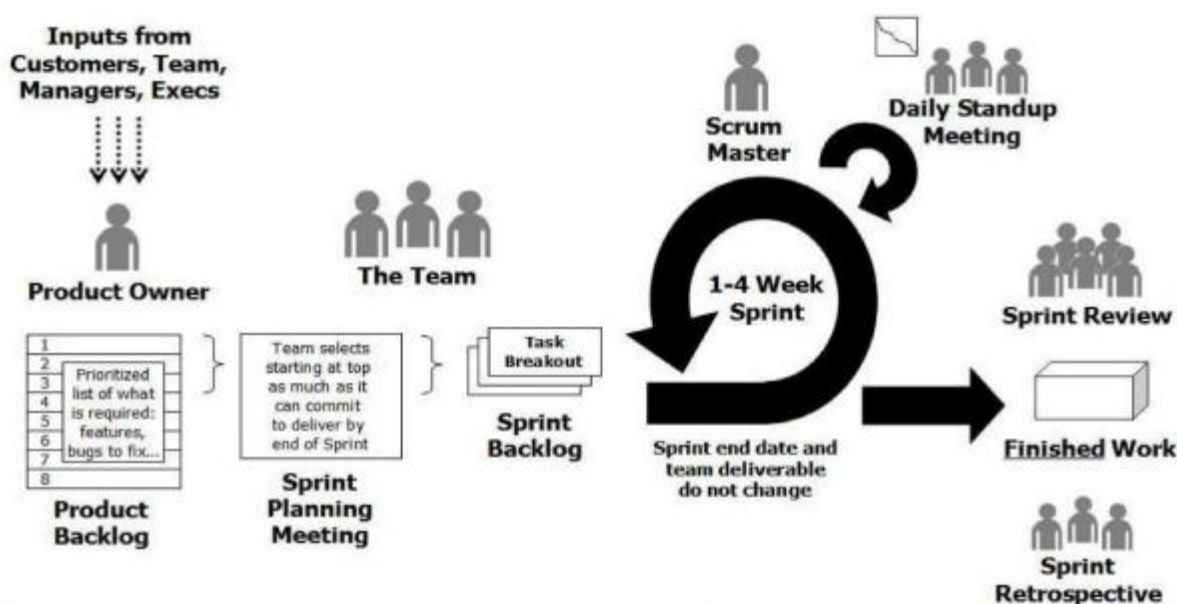 Inputs from
Customers, Team,
Managers, Execs
Product Owner
The Team
Scrum
Master
Daily Standup
Meeting
1
2
3
4
5
6
7
8
Prioritized
list of what
is required:
features,
bugs to fix...
Product
Backlog
Team selects
starting at top
as much as it
can commit
to deliver by
end of Sprint
Sprint
Planning
Meeting
Task
Breakout
Sprint
Backlog
1-4 Week
Sprint
Sprint end date and
team deliverable
do not change
Sprint Review
Finished Work
Sprint
Retrospective